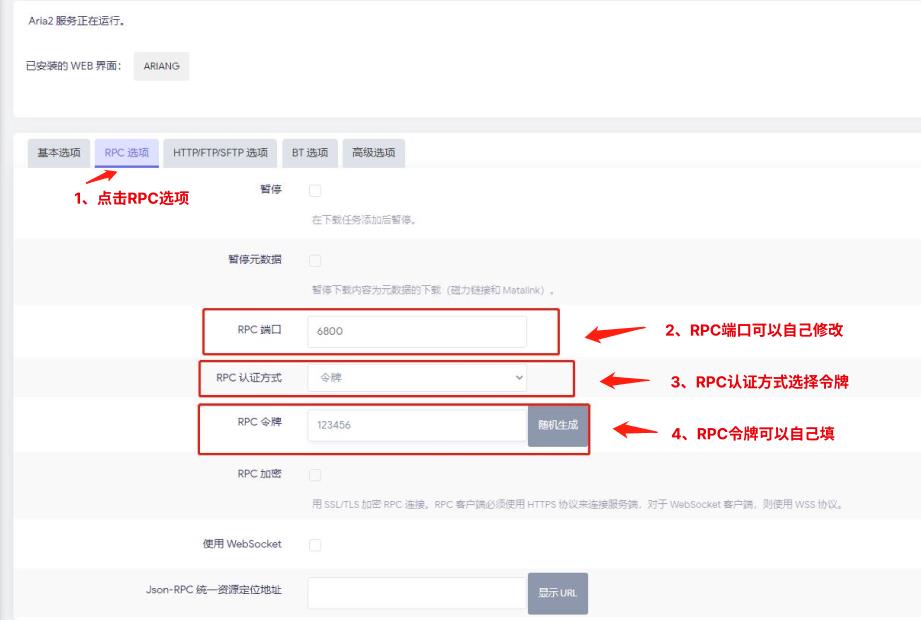 Aria2 服务正在运行。
已安装的 WEB 界面： ARIANG
基本选项 RPC 选项 HTTP/FTP/SFTP 选项 BT 选项 高级选项
1、点击RPC选项
暂停
在下载任务添加后暂停。
暂停元数据
暂停下载内容为元数据的下载（磁力链接和 Matalink）。
RPC 端口 6800 2、RPC端口可以自己修改
RPC 认证方式 令牌 3、RPC认证方式选择令牌
RPC 令牌 123456 随机生成 4、RPC令牌可以自己填
RPC 加密
用 SSL/TLS 加密 RPC 连接。RPC 客户端必须使用 HTTPS 协议来连接服务端，对于 WebSocket 客户端，则使用 WSS 协议。
使用 WebSocket
Json-RPC 统一资源定位地址 显示 URL